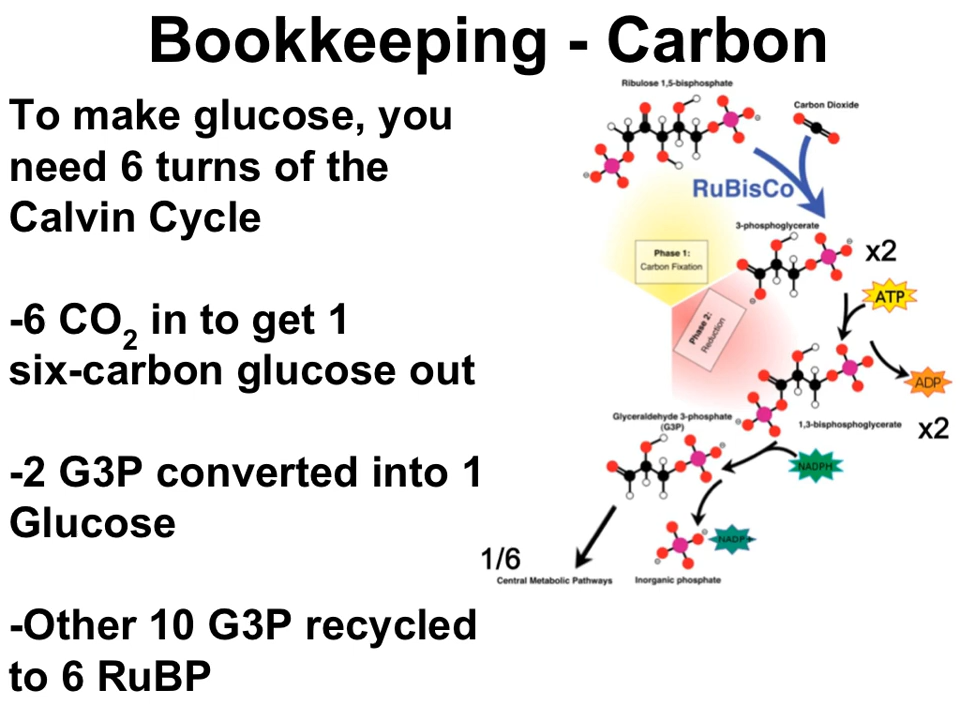 Bookkeeping - Carbon
To make glucose, you
need 6 turns of the
Calvin Cycle
-6 CO2 in to get 1
six-carbon glucose out
-2 G3P converted into 1
Glucose
-Other 10 G3P recycled
to 6 RuBP
Ribulose 1,5-bisphosphate
Carbon Dioxide
RuBisCo
3-phosphoglycerate
x2
Phase 1:
Carbon Fixation
ATP
Phase 2:
Reduction
ADP
1,3-bisphosphoglycerate
x2
Glyceraldehyde 3-phosphate
(G3P)
NADPH
NADP+
1/6
Central Metabolic Pathways
Inorganic phosphate